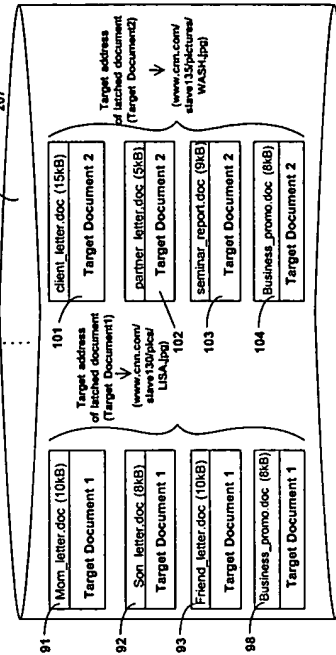 207
91
Mom_letter.doc (10kB)
Target Document 1
92
Son_letter.doc (8kB)
Target Document 1
93
Friend_letter.doc (10kB)
Target Document 1
98
Business_promo.doc (8kB)
Target Document 1
Target address
of latched document
(Target Document1)
(www.cnn.com/
slave130/pics/
LISA.jpg)
101
client_letter.doc (15kB)
Target Document 2
102
partner_letter.doc (5kB)
Target Document 2
103
seminar_report.doc (9kB)
Target Document 2
104
Business_promo.doc (8kB)
Target Document 2
Target address
of latched document
(Target Document2)
(www.cnn.com/
slave135/pictures/
WASH.jpg)